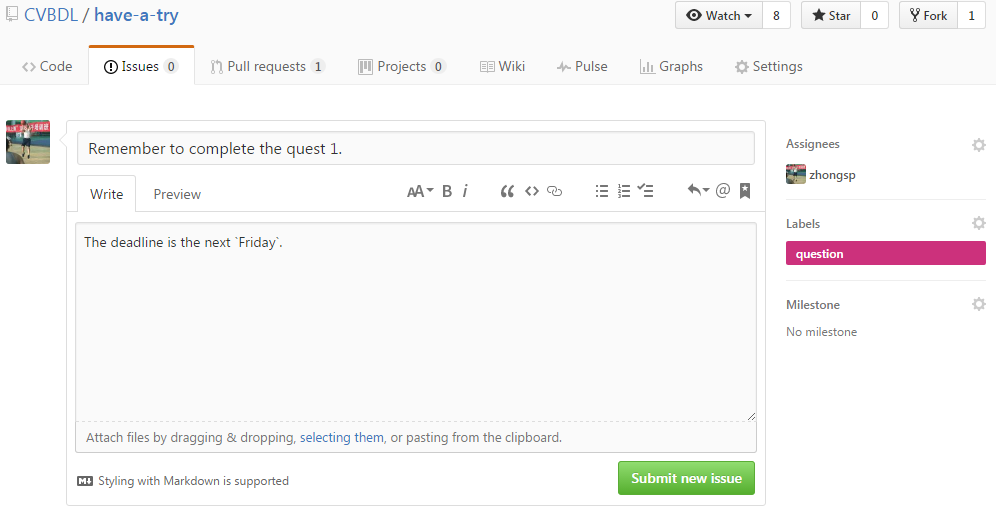 CVBDL / have-a-try
Watch 8 Star 0 Fork 1
Code Issues 0 Pull requests 1 Projects 0 Wiki Pulse Graphs Settings
Remember to complete the quest 1.
Write Preview AA B i
The deadline is the next `Friday`.
Attach files by dragging & dropping, selecting them, or pasting from the clipboard.
Styling with Markdown is supported
Submit new issue
Assignees
zhongsp
Labels
question
Milestone
No milestone